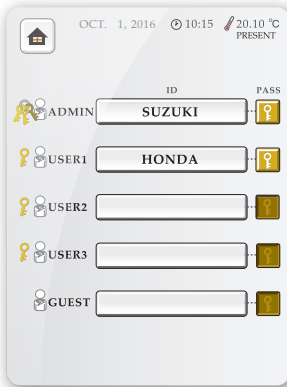 OCT. 1, 2016 10:15 20.10 °C
PRESENT
ID PASS
ADMIN SUZUKI
USER1 HONDA
USER2
USER3
GUEST